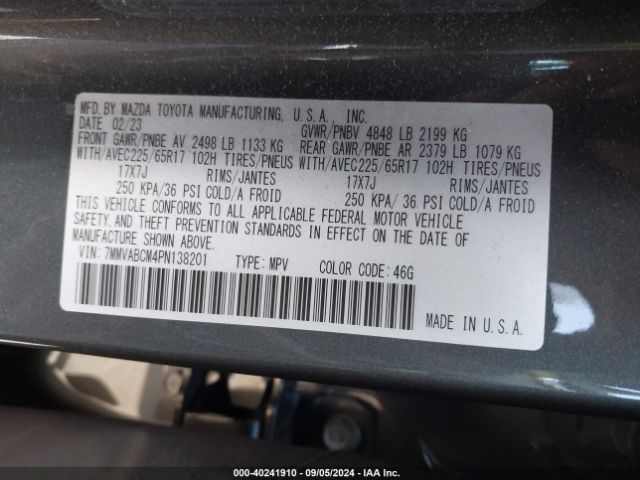 MFD. BY MAZDA TOYOTA MANUFACTURING, U.S.A., INC.
DATE 02/23 GVWR/PNBV 4848 LB 2199 KG
FRONT GAWR/PNBE AV 2498 LB 1133 KG REAR GAWR/PNBE AR 2379 LB 1079 KG
WITH/AVEC225/65R17 102H TIRES/PNEUS WITH/AVEC225/65R17 102H TIRES/PNEUS
17X7J RIMS/JANTES 17X7J RIMS/JANTES
250 KPA/36 PSI COLD/A FROID 250 KPA/36 PSI COLD/A FROID
THIS VEHICLE CONFORMS TO ALL APPLICABLE FEDERAL MOTOR VEHICLE
SAFETY, AND THEFT PREVENTION STANDARDS IN EFFECT ON THE DATE OF
MANUFACTURE SHOWN ABOVE.
VIN: 7MMVABCM4PN138201 TYPE: MPV COLOR CODE: 46G
MADE IN U.S.A.
000-40241910 - 09/05/2024 - IAA Inc.